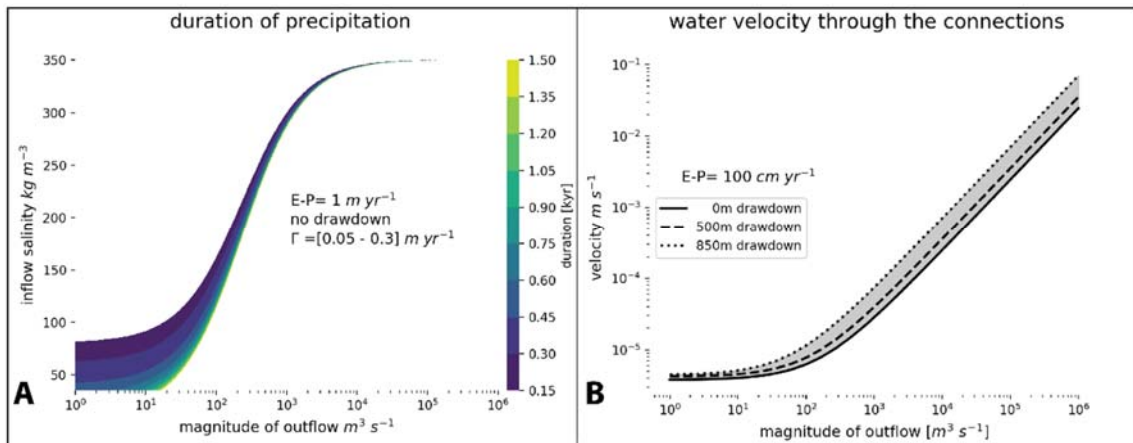 duration of precipitation
350
300
250
200
150
100
50
inflow salinity kg m⁻³
E-P= 1 m yr⁻¹
no drawdown
Γ =[0.05 - 0.3] m yr⁻¹
1.50
1.35
1.20
1.05
0.90
0.75
0.60
0.45
0.30
0.15
duration [kyr]
A
10⁰ 10¹ 10² 10³ 10⁴ 10⁵ 10⁶
magnitude of outflow m³ s⁻¹
water velocity through the connections
10⁻¹
10⁻²
10⁻³
10⁻⁴
10⁻⁵
velocity m s⁻¹
E-P= 100 cm yr⁻¹
0m drawdown
500m drawdown
850m drawdown
B
10⁰ 10¹ 10² 10³ 10⁴ 10⁵ 10⁶
magnitude of outflow [m³ s⁻¹]